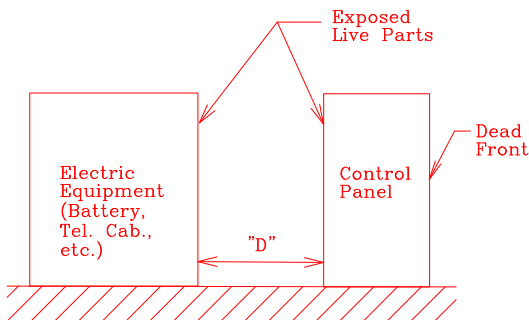 Exposed
Live Parts
Dead
Front
Electric
Equipment
(Battery,
Tel. Cab.,
etc.)
Control
Panel
"D"